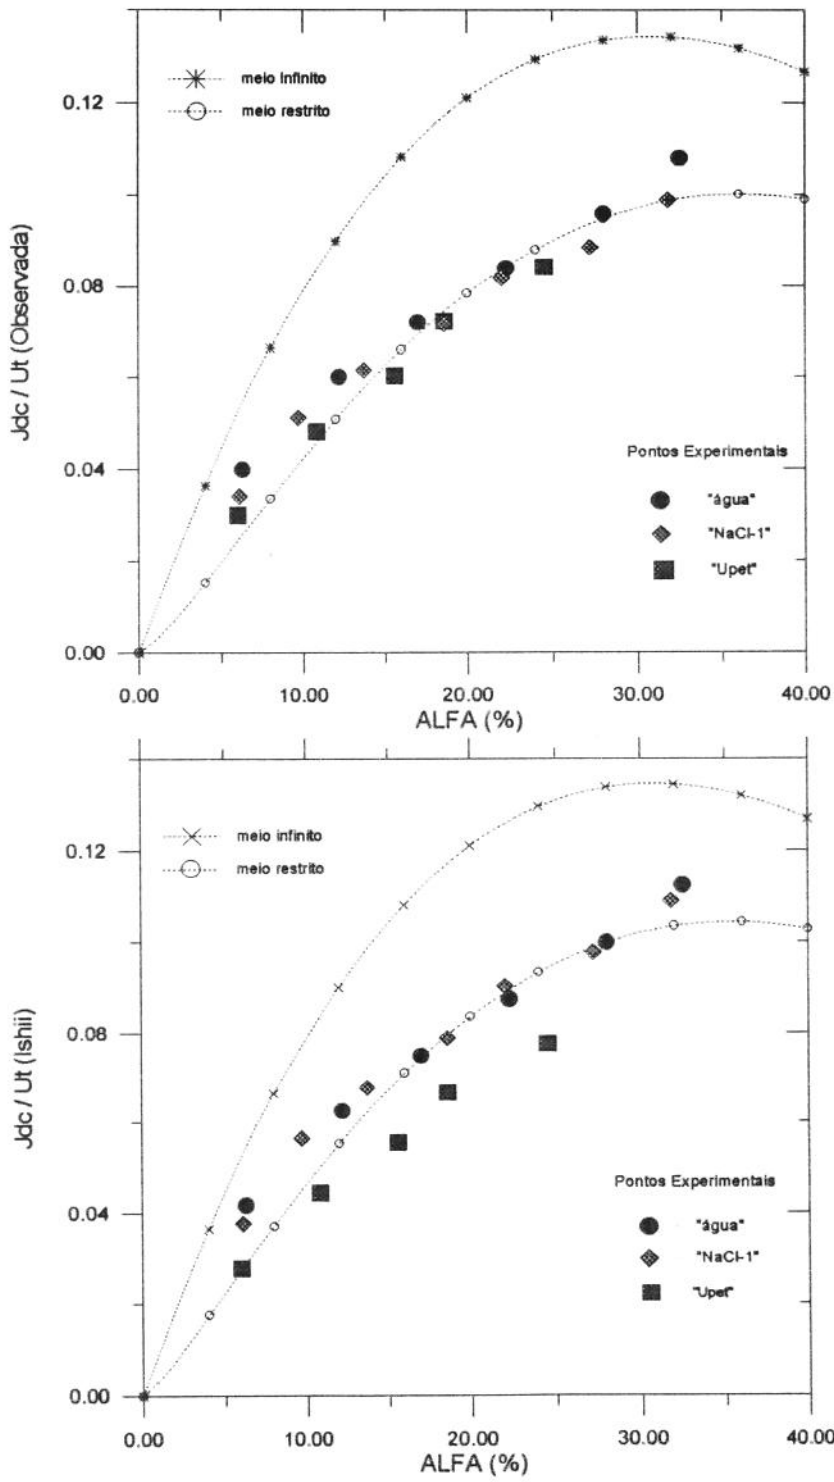 meio infinito
meio restrito
0.12
0.08
0.04
0.00
Jdc / Ut (Observada)
Pontos Experimentais
"água"
"NaCl-1"
"Upet"
0.00
10.00
20.00
30.00
40.00
ALFA (%)
meio infinito
meio restrito
0.12
0.08
0.04
0.00
Jdc / Ut (Ishii)
Pontos Experimentais
"água"
"NaCl-1"
"Upet"
0.00
10.00
20.00
30.00
40.00
ALFA (%)